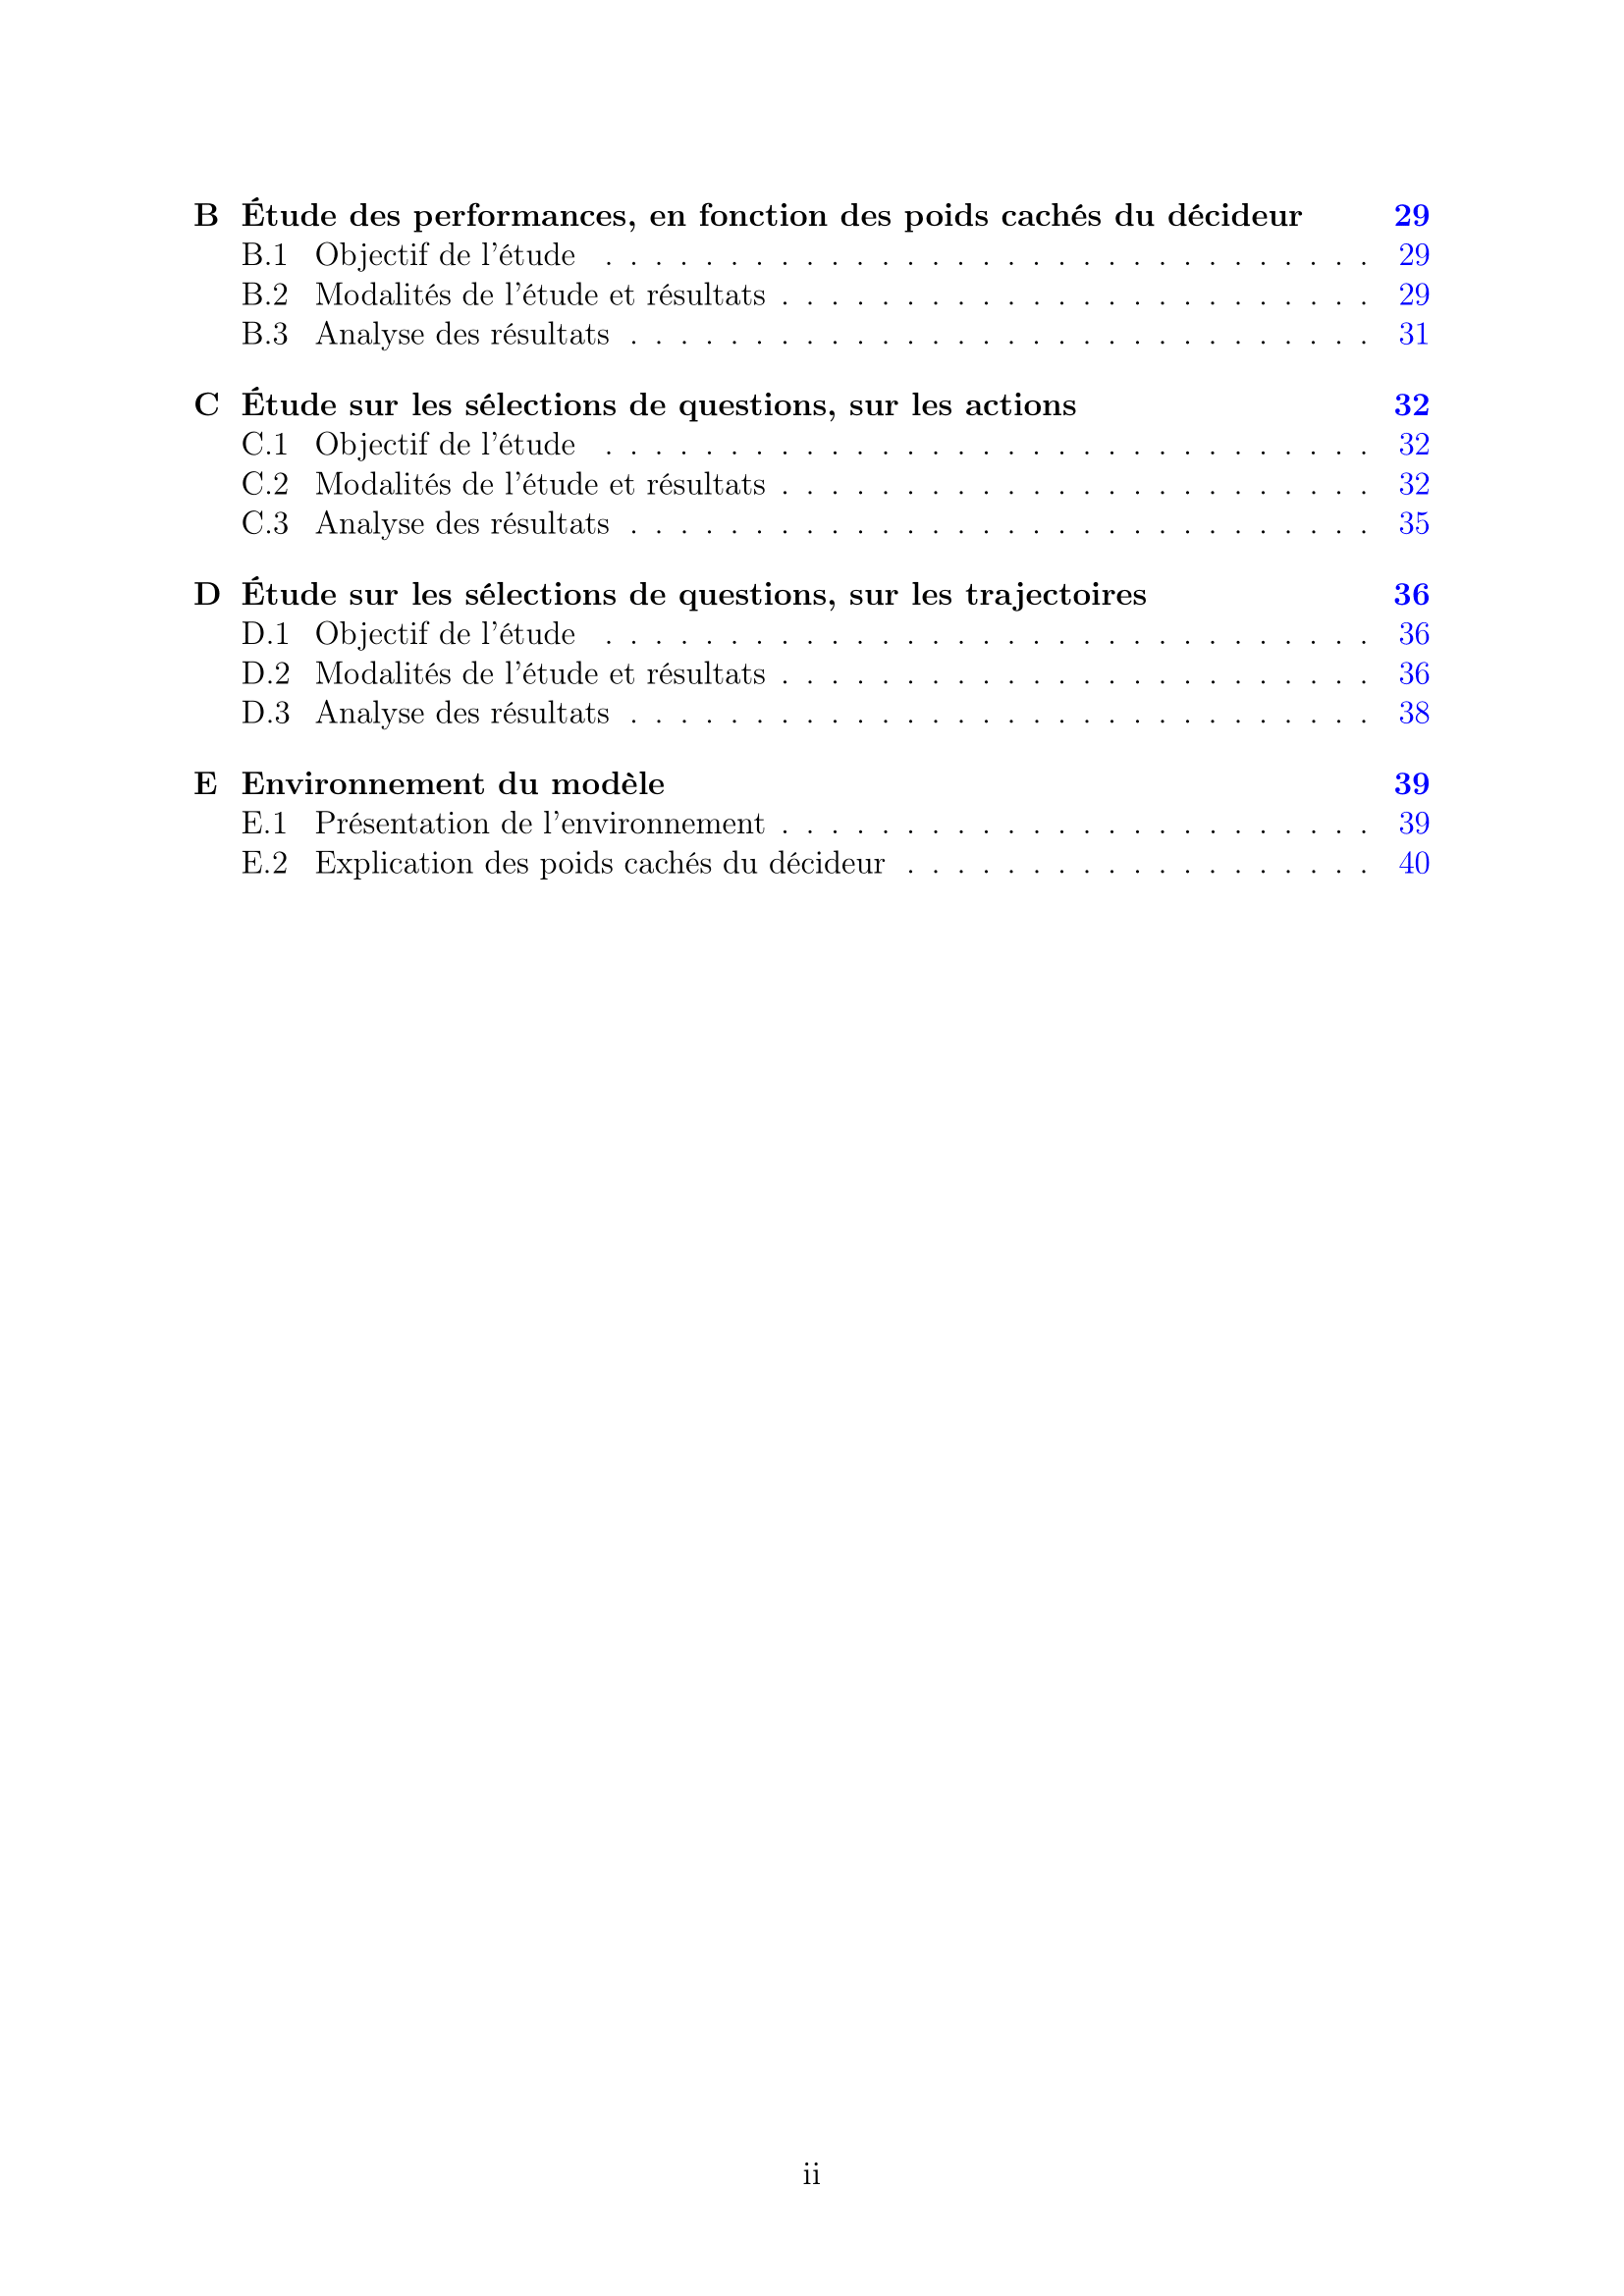 B Étude des performances, en fonction des poids cachés du décideur 29
B.1 Objectif de l'étude . . . . . . . . . . . . . . . . . . . . . . . . . . . . . . . 29
B.2 Modalités de l'étude et résultats . . . . . . . . . . . . . . . . . . . . . . . . 29
B.3 Analyse des résultats . . . . . . . . . . . . . . . . . . . . . . . . . . . . . . 31
C Étude sur les sélections de questions, sur les actions 32
C.1 Objectif de l'étude . . . . . . . . . . . . . . . . . . . . . . . . . . . . . . . 32
C.2 Modalités de l'étude et résultats . . . . . . . . . . . . . . . . . . . . . . . . 32
C.3 Analyse des résultats . . . . . . . . . . . . . . . . . . . . . . . . . . . . . . 35
D Étude sur les sélections de questions, sur les trajectoires 36
D.1 Objectif de l'étude . . . . . . . . . . . . . . . . . . . . . . . . . . . . . . . 36
D.2 Modalités de l'étude et résultats . . . . . . . . . . . . . . . . . . . . . . . . 36
D.3 Analyse des résultats . . . . . . . . . . . . . . . . . . . . . . . . . . . . . . 38
E Environnement du modèle 39
E.1 Présentation de l'environnement . . . . . . . . . . . . . . . . . . . . . . . . 39
E.2 Explication des poids cachés du décideur . . . . . . . . . . . . . . . . . . . 40
ii